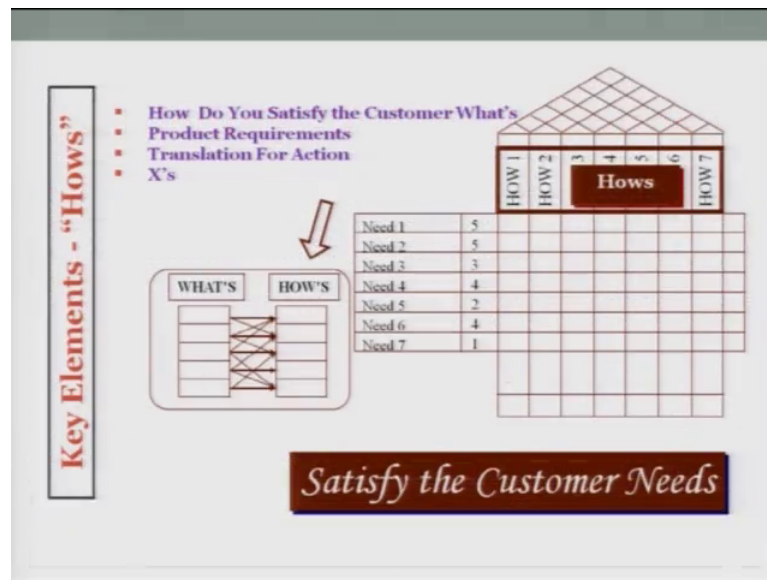 Key Elements - “Hows”
How Do You Satisfy the Customer What's
Product Requirements
Translation For Action
X's
HOW 1
HOW 2
3
4
5
6
HOW 7
Hows
Need 1 5
Need 2 5
Need 3 3
Need 4 4
Need 5 2
Need 6 4
Need 7 1
WHAT'S HOW'S
Satisfy the Customer Needs